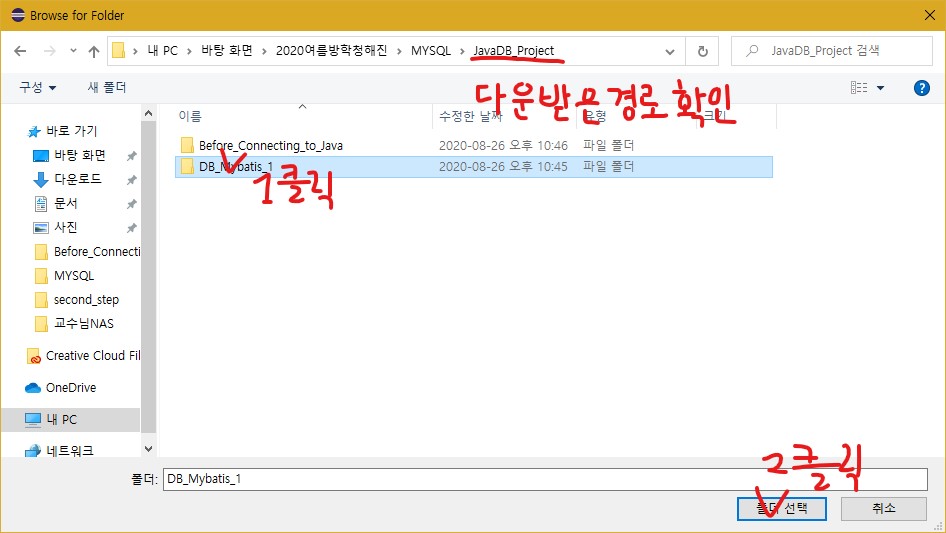 Browse for Folder
내 PC > 바탕 화면 > 2020여름방학청해진 > MYSQL > JavaDB_Project
JavaDB_Project 검색
구성 새 폴더
다운받은경로확인
이름 수정한 날짜 유형 크기
Before_Connecting_to_Java 2020-08-26 오후 10:46 파일 폴더
DB_Mybatis_1 2020-08-26 오후 10:45 파일 폴더
1클릭
바로 가기
바탕 화면
다운로드
문서
사진
Before_Connecti
MYSQL
second_step
교수님NAS
Creative Cloud Fil
OneDrive
내 PC
네트워크
2클릭
폴더: DB_Mybatis_1
폴더 선택 취소